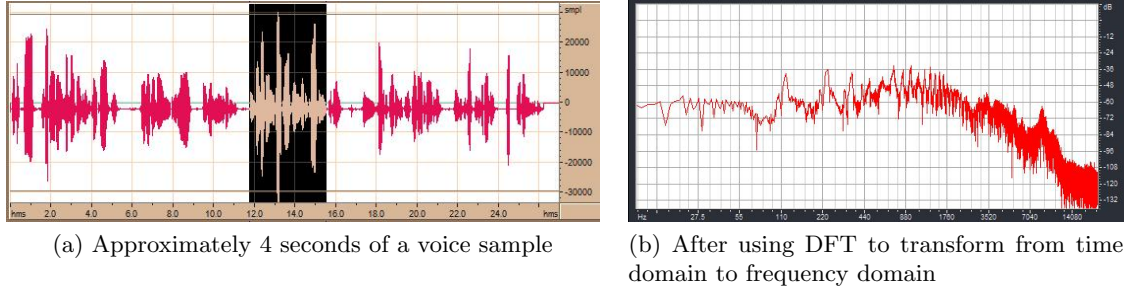 smpl
20000
10000
0
-10000
-20000
-30000
hms 2.0 4.0 6.0 8.0 10.0 12.0 14.0 16.0 18.0 20.0 22.0 24.0 hms
dB
-12
-24
-36
-48
-60
-72
-84
-96
-108
-120
-132
Hz 27.5 55 110 220 440 880 1760 3520 7040 14080
(a) Approximately 4 seconds of a voice sample
(b) After using DFT to transform from time
domain to frequency domain